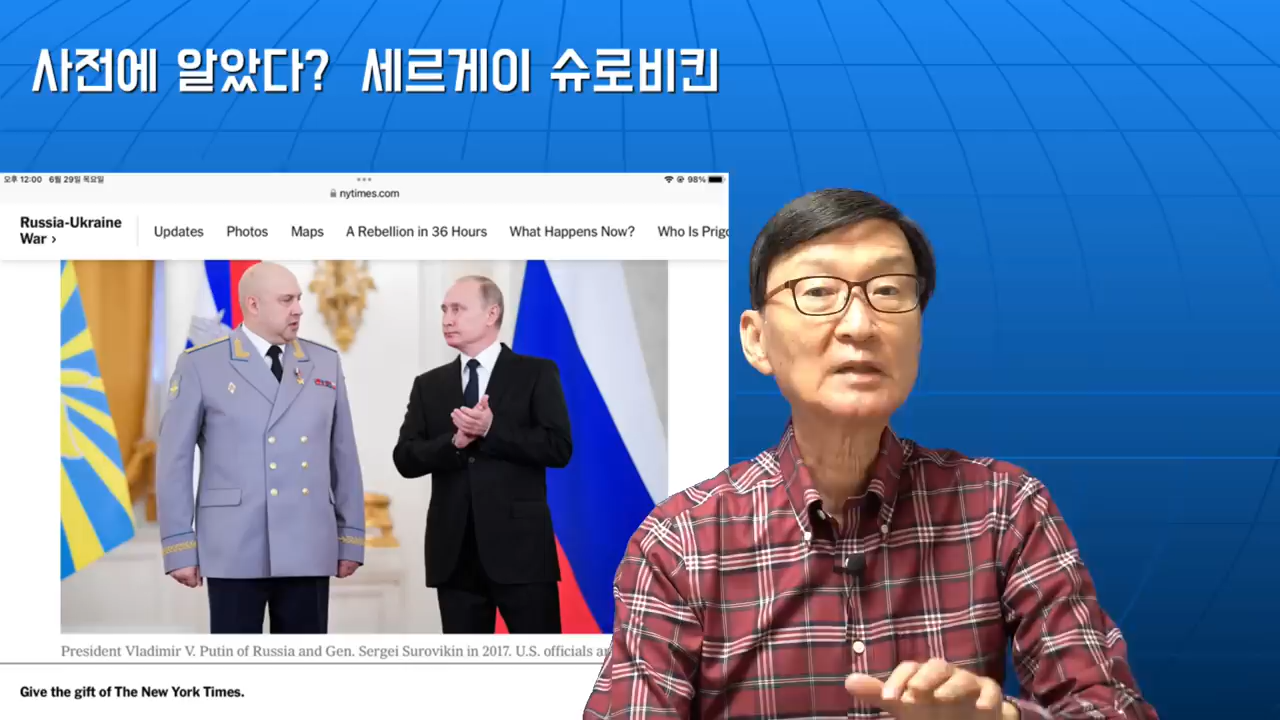 사전에 알았다? 세르게이 슈로비킨
오후 12:00 6월 29일 목요일
98%
nytimes.com
Russia-Ukraine
War ›
Updates Photos Maps A Rebellion in 36 Hours What Happens Now? Who Is Prigo
President Vladimir V. Putin of Russia and Gen. Sergei Surovikin in 2017. U.S. officials
Give the gift of The New York Times.